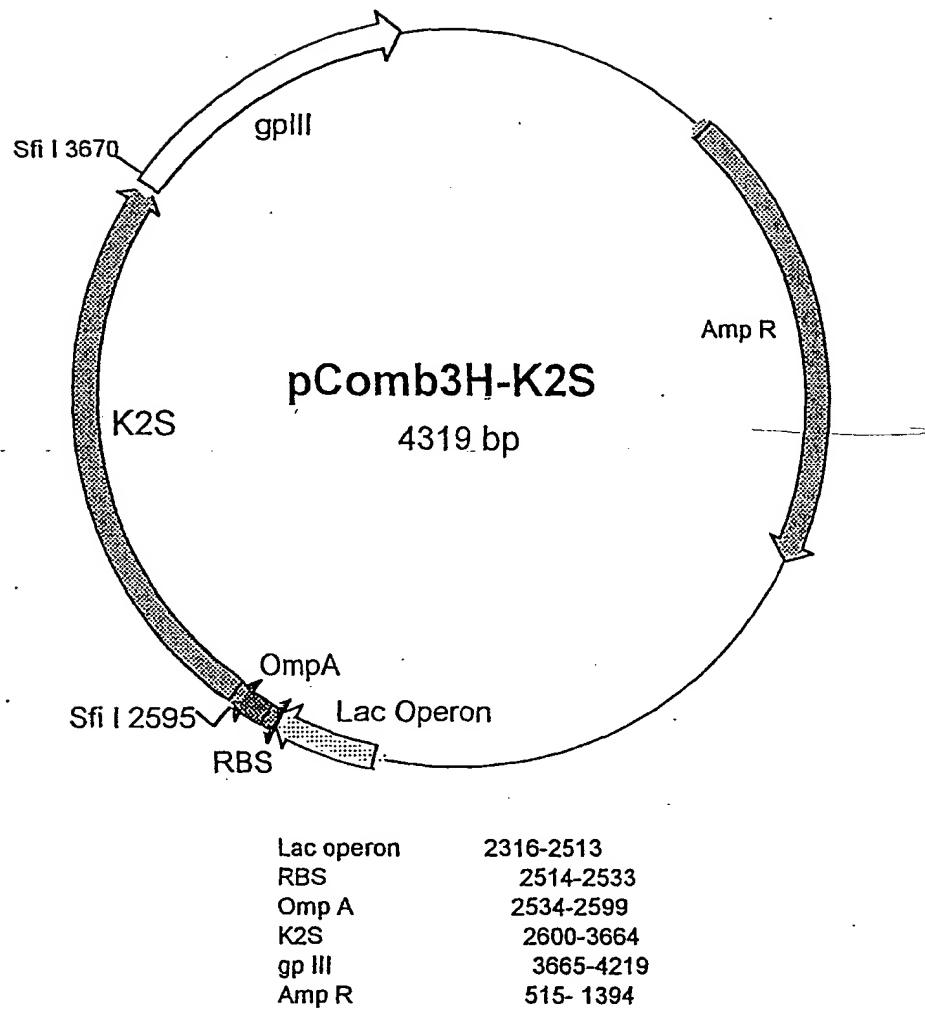 gpIII
Sfi I 3670
Amp R
pComb3H-K2S
4319 bp
K2S
OmpA
Sfi I 2595
Lac Operon
RBS
Lac operon 2316-2513
RBS 2514-2533
Omp A 2534-2599
K2S 2600-3664
gp III 3665-4219
Amp R 515- 1394